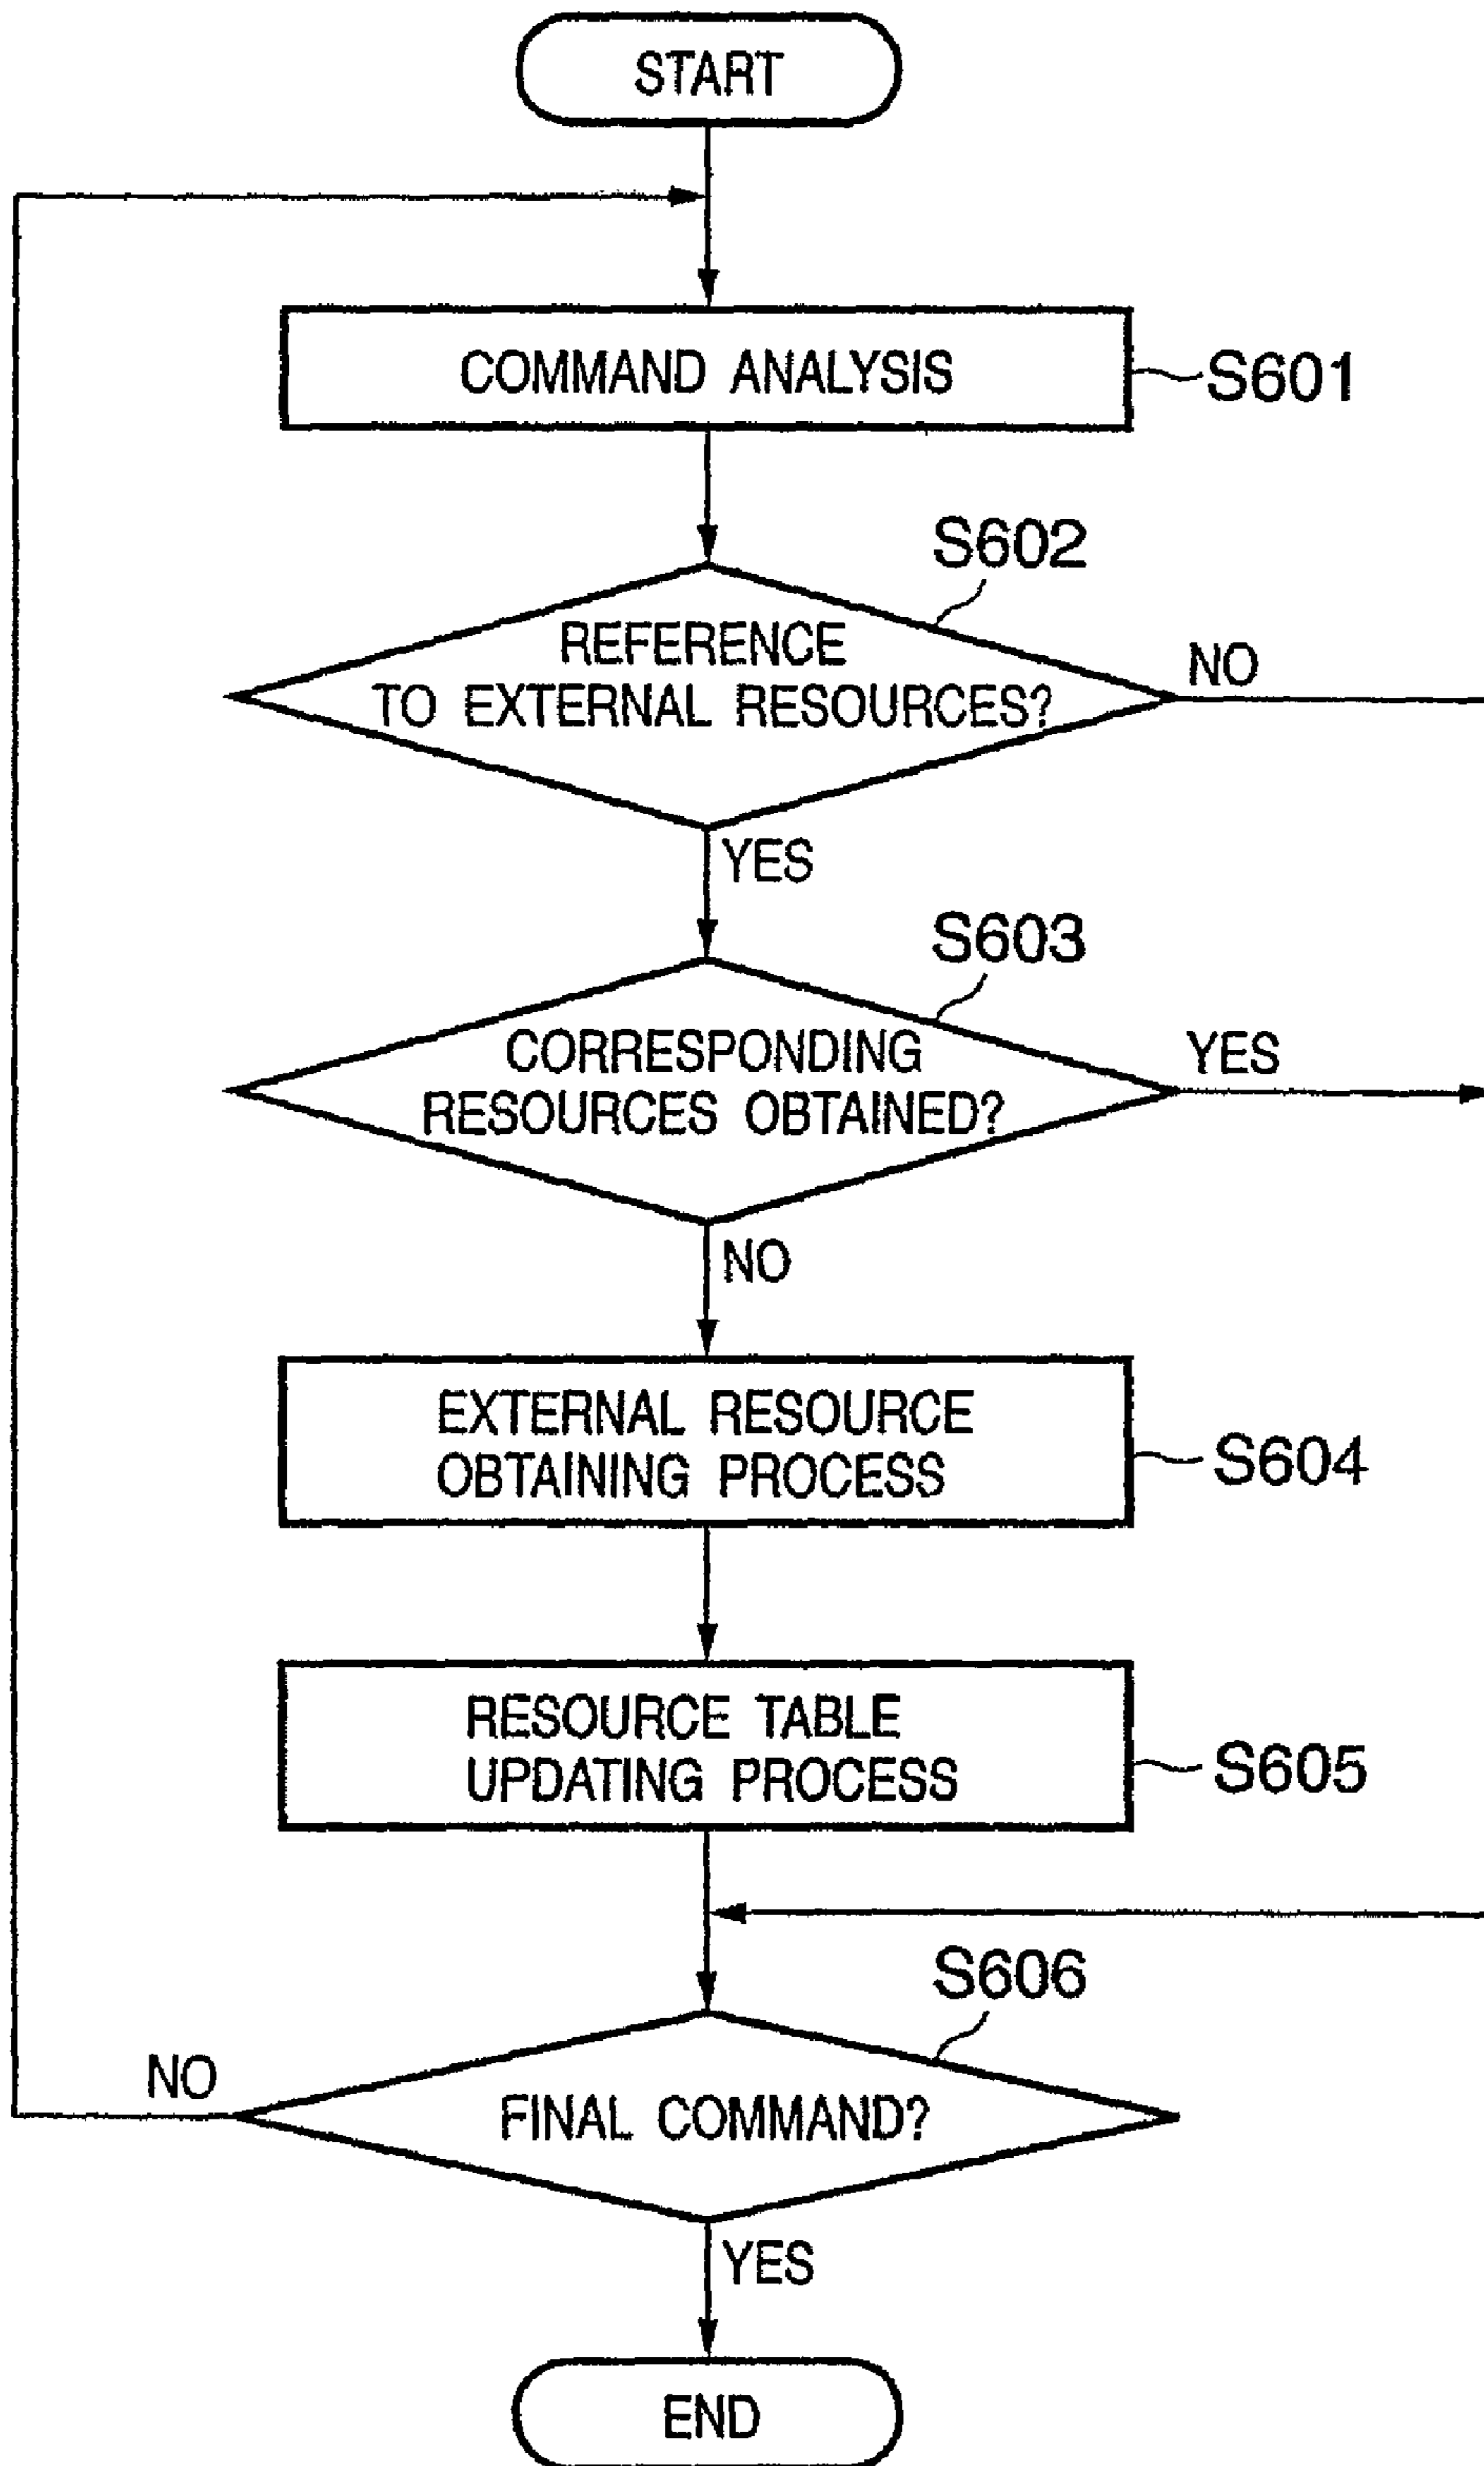 START
COMMAND ANALYSIS
S601
S602
REFERENCE
TO EXTERNAL RESOURCES?
NO
YES
S603
CORRESPONDING
RESOURCES OBTAINED?
YES
NO
EXTERNAL RESOURCE
OBTAINING PROCESS
S604
RESOURCE TABLE
UPDATING PROCESS
S605
S606
FINAL COMMAND?
NO
YES
END